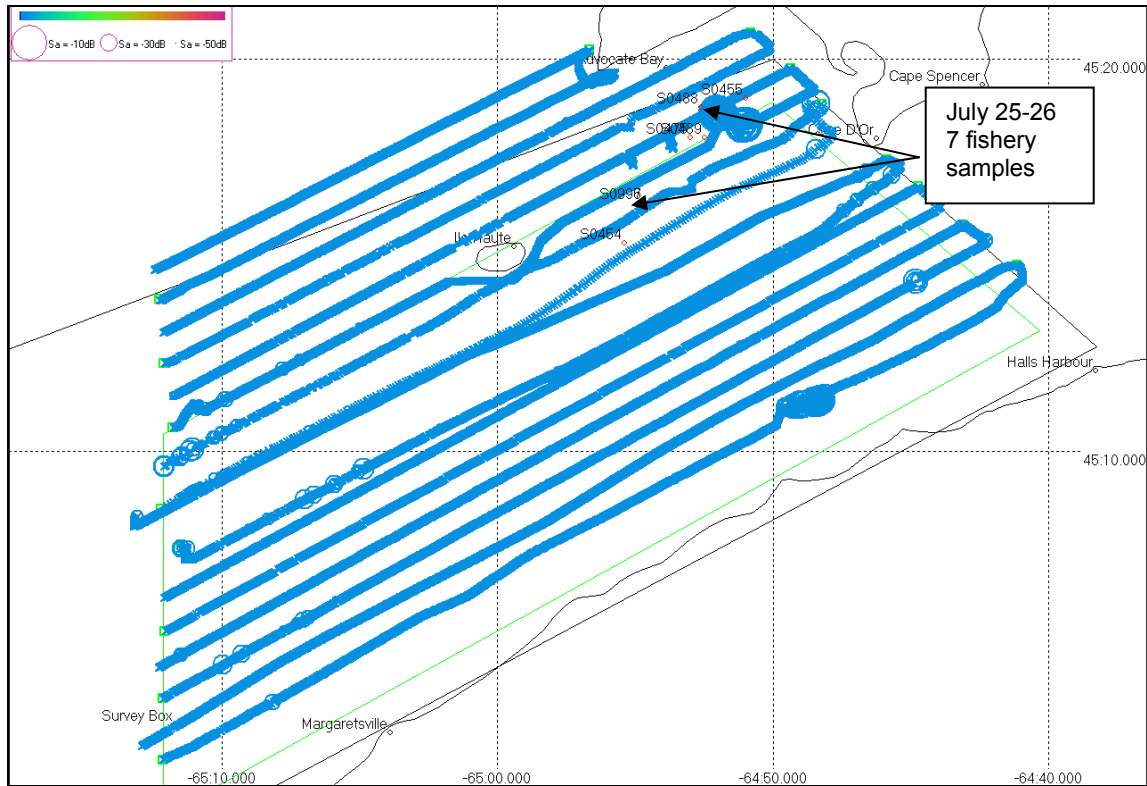 Sa = -10dB Sa = -30dB Sa = -50dB
Advocate Bay
45:20.000
Cape Spencer
S0455
S0488
July 25-26
7 fishery
samples
D'Or
S0454
Halls Harbour
45:10.000
Survey Box
Margaretsville
-65:10.000 -65:00.000 -64:50.000 -64:40.000